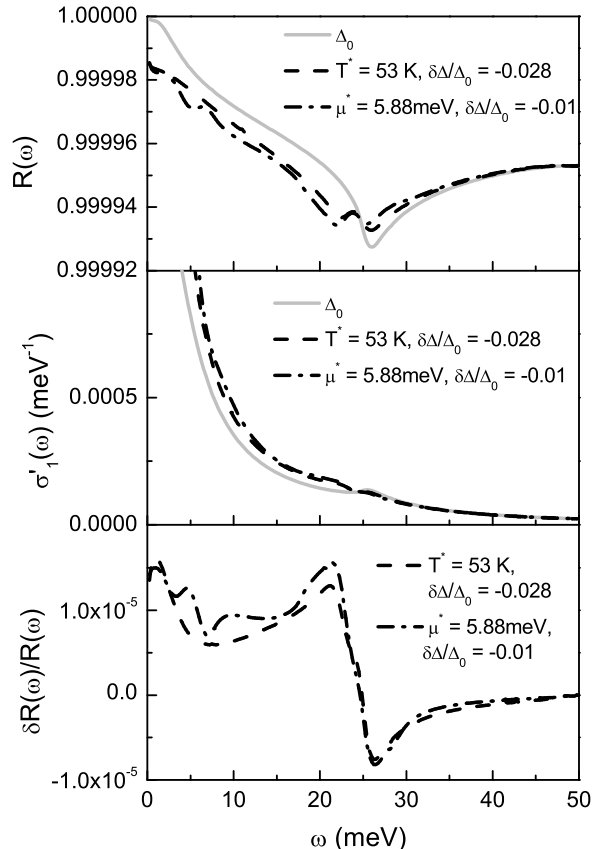 1.00000
0.99998
0.99996
0.99994
0.99992
R(ω)
Δ₀
T* = 53 K, δΔ/Δ₀ = -0.028
μ* = 5.88meV, δΔ/Δ₀ = -0.01
0.0005
0.0000
σ'₁(ω) (meV⁻¹)
Δ₀
T* = 53 K, δΔ/Δ₀ = -0.028
μ* = 5.88meV, δΔ/Δ₀ = -0.01
1.0x10⁻⁵
0.0
-1.0x10⁻⁵
δR(ω)/R(ω)
T* = 53 K,
δΔ/Δ₀ = -0.028
μ* = 5.88meV,
δΔ/Δ₀ = -0.01
0 10 20 30 40 50
ω (meV)